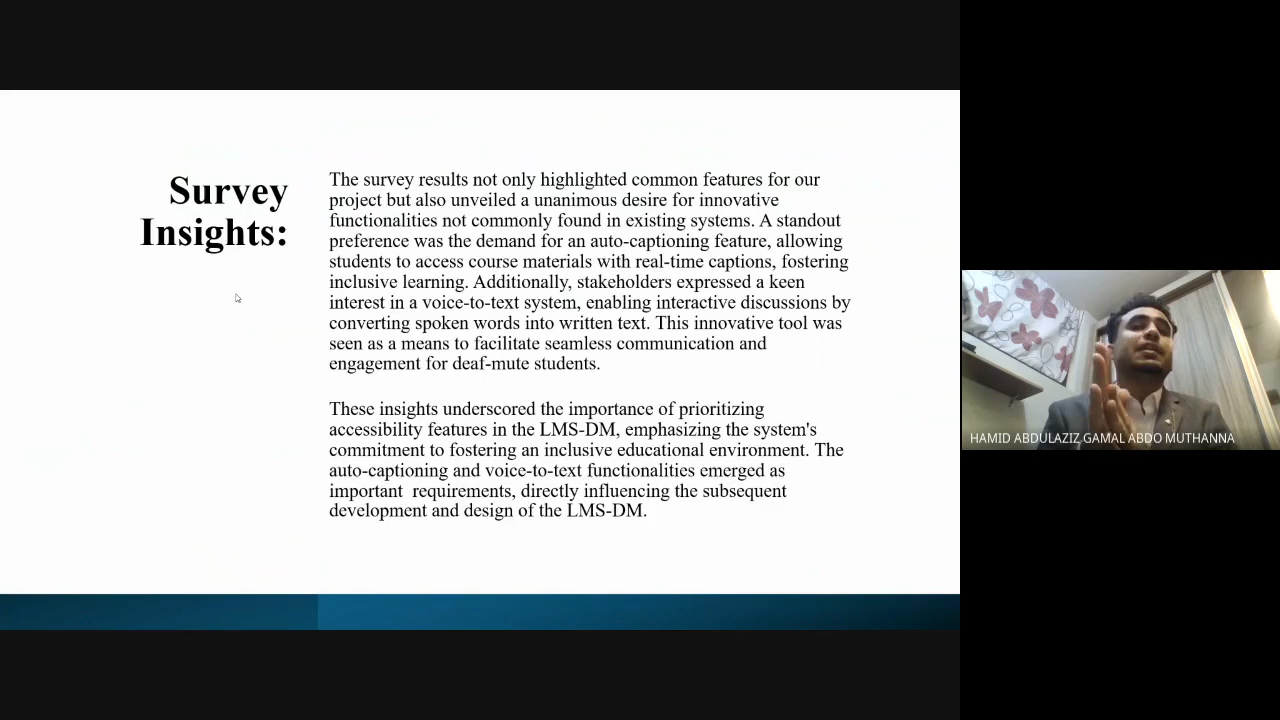 Survey
Insights:
The survey results not only highlighted common features for our
project but also unveiled a unanimous desire for innovative
functionalities not commonly found in existing systems. A standout
preference was the demand for an auto-captioning feature, allowing
students to access course materials with real-time captions, fostering
inclusive learning. Additionally, stakeholders expressed a keen
interest in a voice-to-text system, enabling interactive discussions by
converting spoken words into written text. This innovative tool was
seen as a means to facilitate seamless communication and
engagement for deaf-mute students.
These insights underscored the importance of prioritizing
accessibility features in the LMS-DM, emphasizing the system's
commitment to fostering an inclusive educational environment. The
auto-captioning and voice-to-text functionalities emerged as
important  requirements, directly influencing the subsequent
development and design of the LMS-DM.
HAMID ABDULAZIZ GAMAL ABDO MUTHANNA